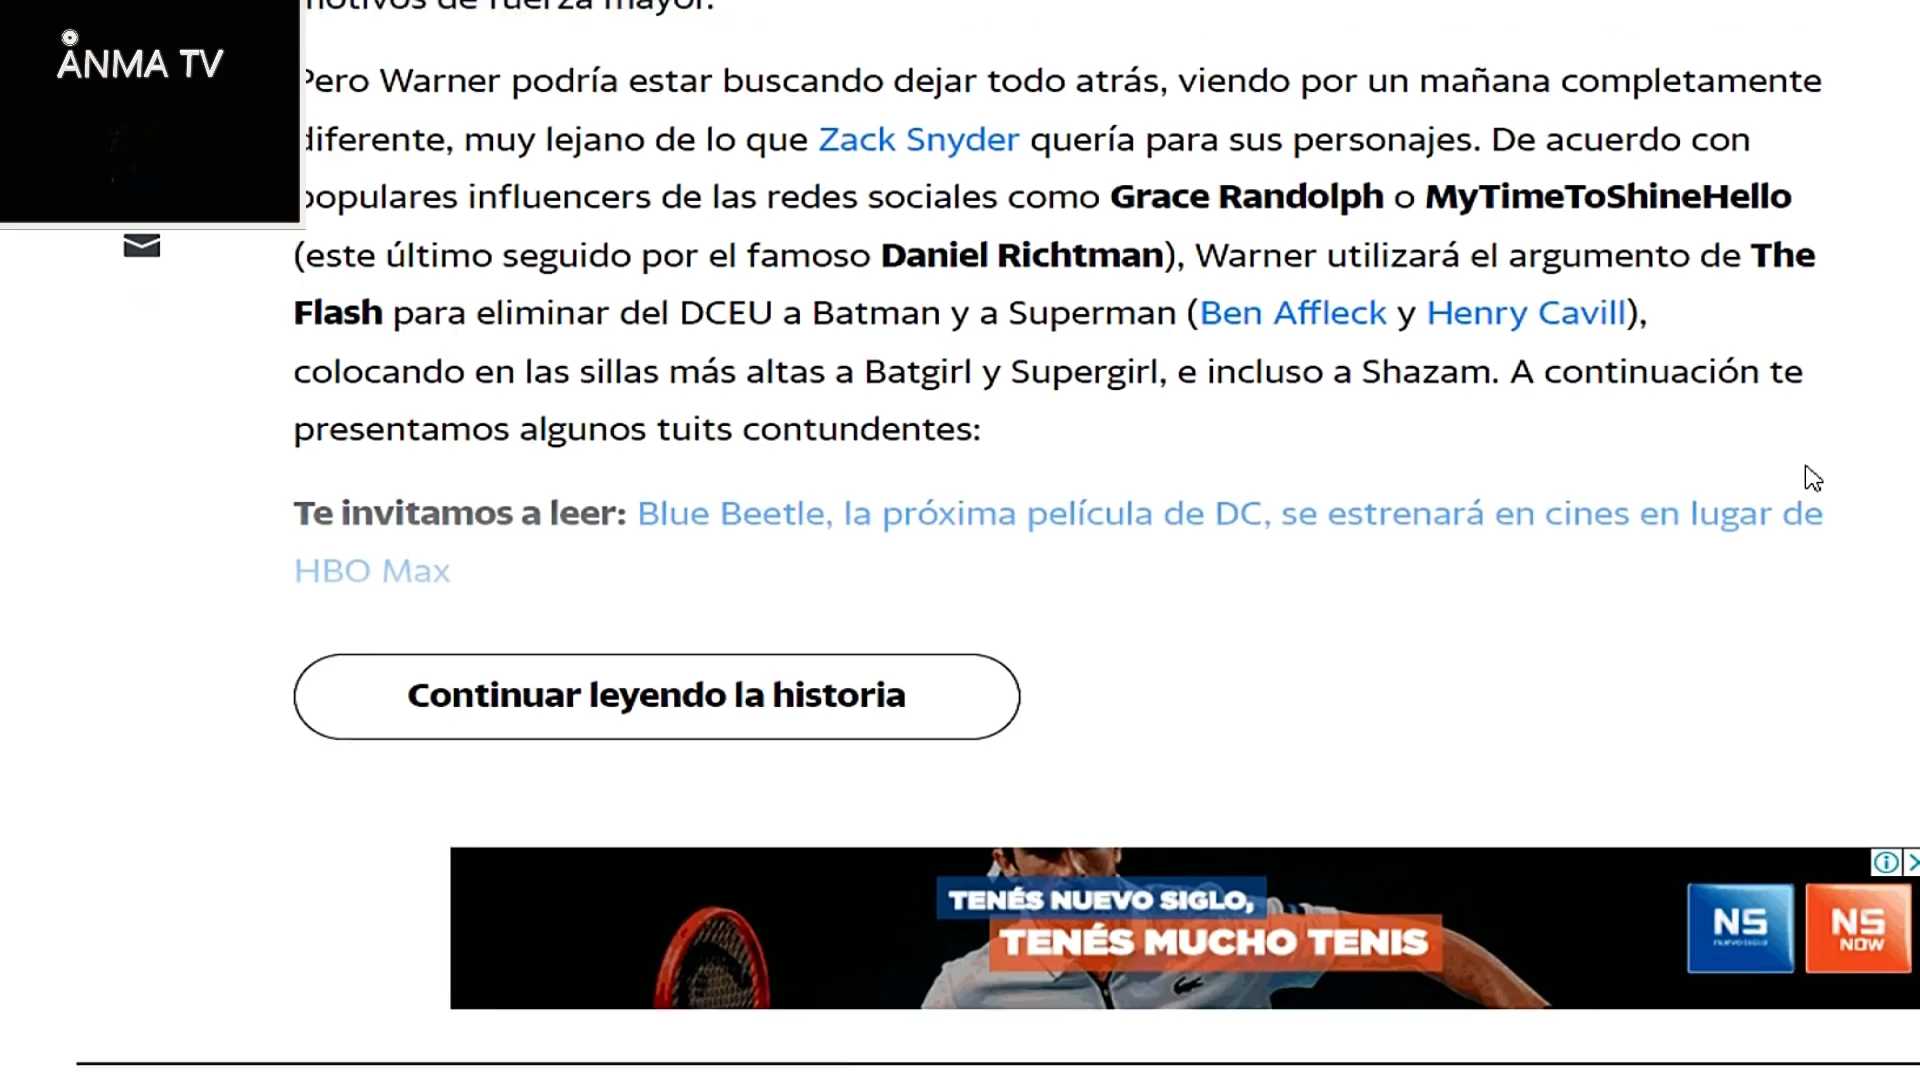 motivos de fuerza mayor.
ANMA TV
Pero Warner podría estar buscando dejar todo atrás, viendo por un mañana completamente
diferente, muy lejano de lo que Zack Snyder quería para sus personajes. De acuerdo con
populares influencers de las redes sociales como Grace Randolph o MyTimeToShineHello
(este último seguido por el famoso Daniel Richtman), Warner utilizará el argumento de The
Flash para eliminar del DCEU a Batman y a Superman (Ben Affleck y Henry Cavill),
colocando en las sillas más altas a Batgirl y Supergirl, e incluso a Shazam. A continuación te
presentamos algunos tuits contundentes:
Te invitamos a leer: Blue Beetle, la próxima película de DC, se estrenará en cines en lugar de
HBO Max
Continuar leyendo la historia
TENÉS NUEVO SIGLO,
TENÉS MUCHO TENIS
NS
nuevosiglo
NS
NOW